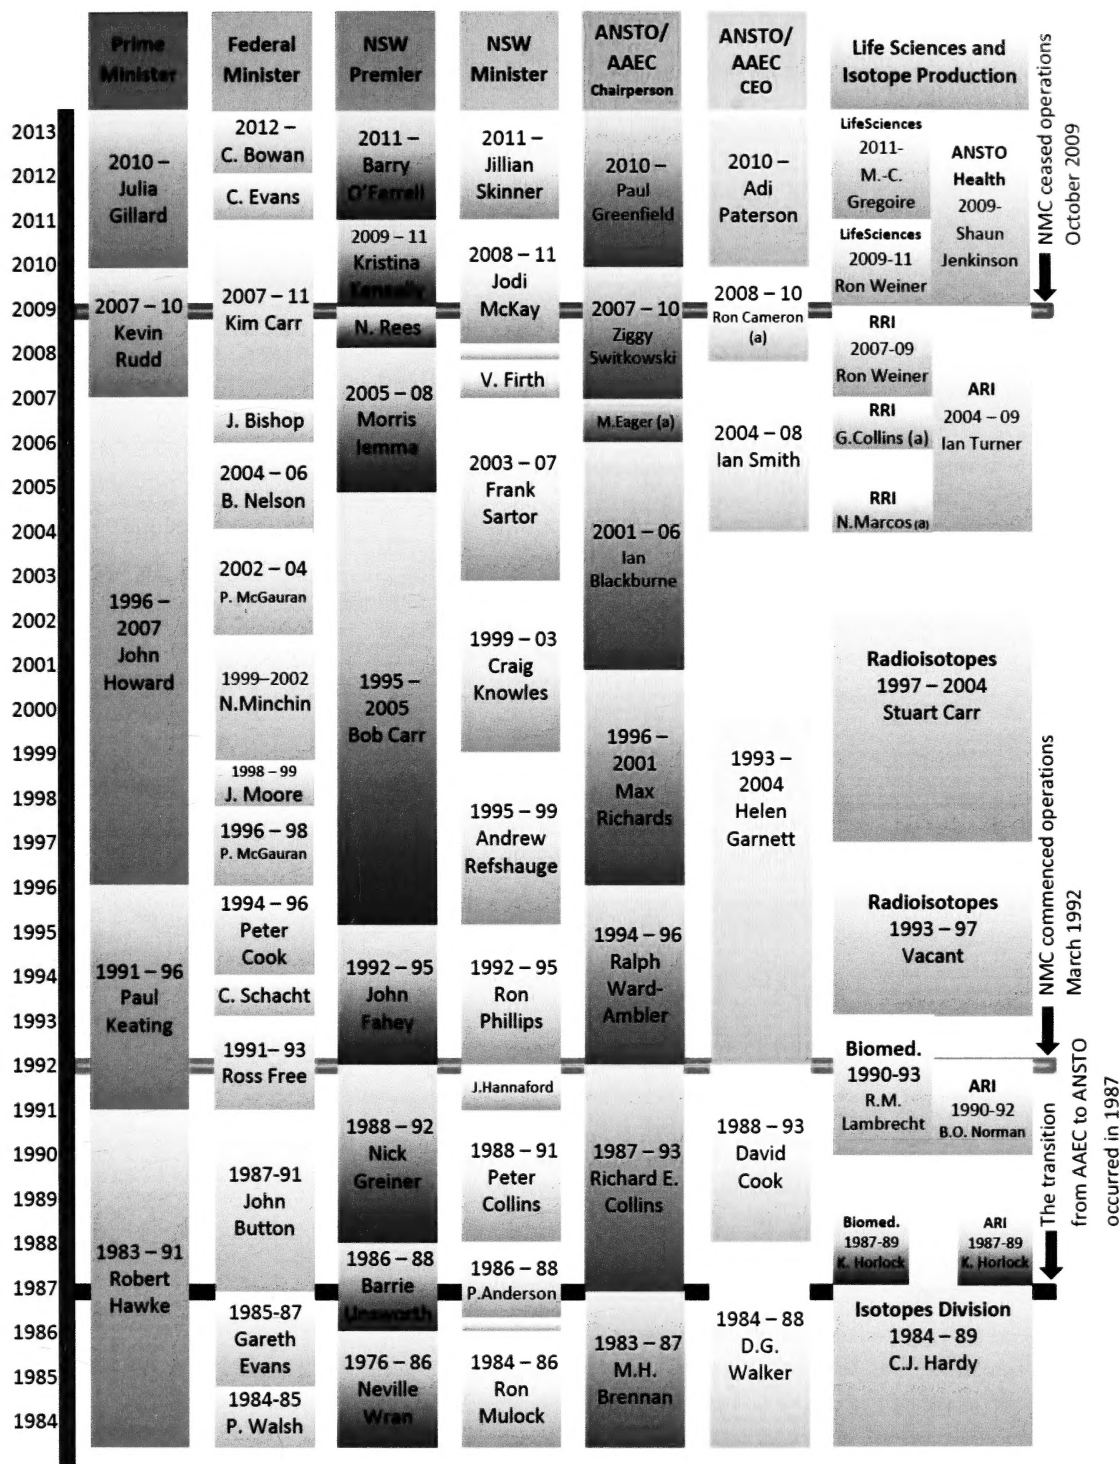 Prime
Minister
Federal
Minister
NSW
Premier
NSW
Minister
ANSTO/
AAEC
Chairperson
ANSTO/
AAEC
CEO
Life Sciences and
Isotope Production
2013
2012
2011
2010
2009
2008
2007
2006
2005
2004
2003
2002
2001
2000
1999
1998
1997
1996
1995
1994
1993
1992
1991
1990
1989
1988
1987
1986
1985
1984
2010 –
Julia
Gillard
2007 – 10
Kevin
Rudd
1996 –
2007
John
Howard
1991 – 96
Paul
Keating
1983 – 91
Robert
Hawke
2012 –
C. Bowan
C. Evans
2007 – 11
Kim Carr
J. Bishop
2004 – 06
B. Nelson
2002 – 04
P. McGauran
1999–2002
N.Minchin
1998 – 99
J. Moore
1996 – 98
P. McGauran
1994 – 96
Peter
Cook
C. Schacht
1991– 93
Ross Free
1987-91
John
Button
1985-87
Gareth
Evans
1984-85
P. Walsh
2011 –
Barry
O'Farrell
2009 – 11
Kristina
Keneally
N. Rees
2005 – 08
Morris
Iemma
1995 –
2005
Bob Carr
1992 – 95
John
Fahey
1988 – 92
Nick
Greiner
1986 – 88
Barrie
Unsworth
1976 – 86
Neville
Wran
2011 –
Jillian
Skinner
2008 – 11
Jodi
McKay
V. Firth
2003 – 07
Frank
Sartor
1999 – 03
Craig
Knowles
1995 – 99
Andrew
Refshauge
1992 – 95
Ron
Phillips
J.Hannaford
1988 – 91
Peter
Collins
1986 – 88
P.Anderson
1984 – 86
Ron
Mulock
2010 –
Paul
Greenfield
2007 – 10
Ziggy
Switkowski
M.Eager (a)
2001 – 06
Ian
Blackburne
1996 –
2001
Max
Richards
1994 – 96
Ralph
Ward-
Ambler
1987 – 93
Richard E.
Collins
1983 – 87
M.H.
Brennan
2010 –
Adi
Paterson
2008 – 10
Ron Cameron
(a)
2004 – 08
Ian Smith
1993 –
2004
Helen
Garnett
1988 – 93
David
Cook
1984 – 88
D.G.
Walker
LifeSciences
2011-
M.-C.
Gregoire
LifeSciences
2009-11
Ron Weiner
ANSTO
Health
2009-
Shaun
Jenkinson
RRI
2007-09
Ron Weiner
RRI
G.Collins (a)
RRI
N.Marcos (a)
ARI
2004 – 09
Ian Turner
Radioisotopes
1997 – 2004
Stuart Carr
Radioisotopes
1993 – 97
Vacant
Biomed.
1990-93
R.M.
Lambrecht
ARI
1990-92
B.O. Norman
Biomed.
1987-89
K. Horlock
ARI
1987-89
K. Horlock
Isotopes Division
1984 – 89
C.J. Hardy
NMC ceased operations
October 2009
NMC commenced operations
March 1992
The transition
from AAEC to ANSTO
occurred in 1987